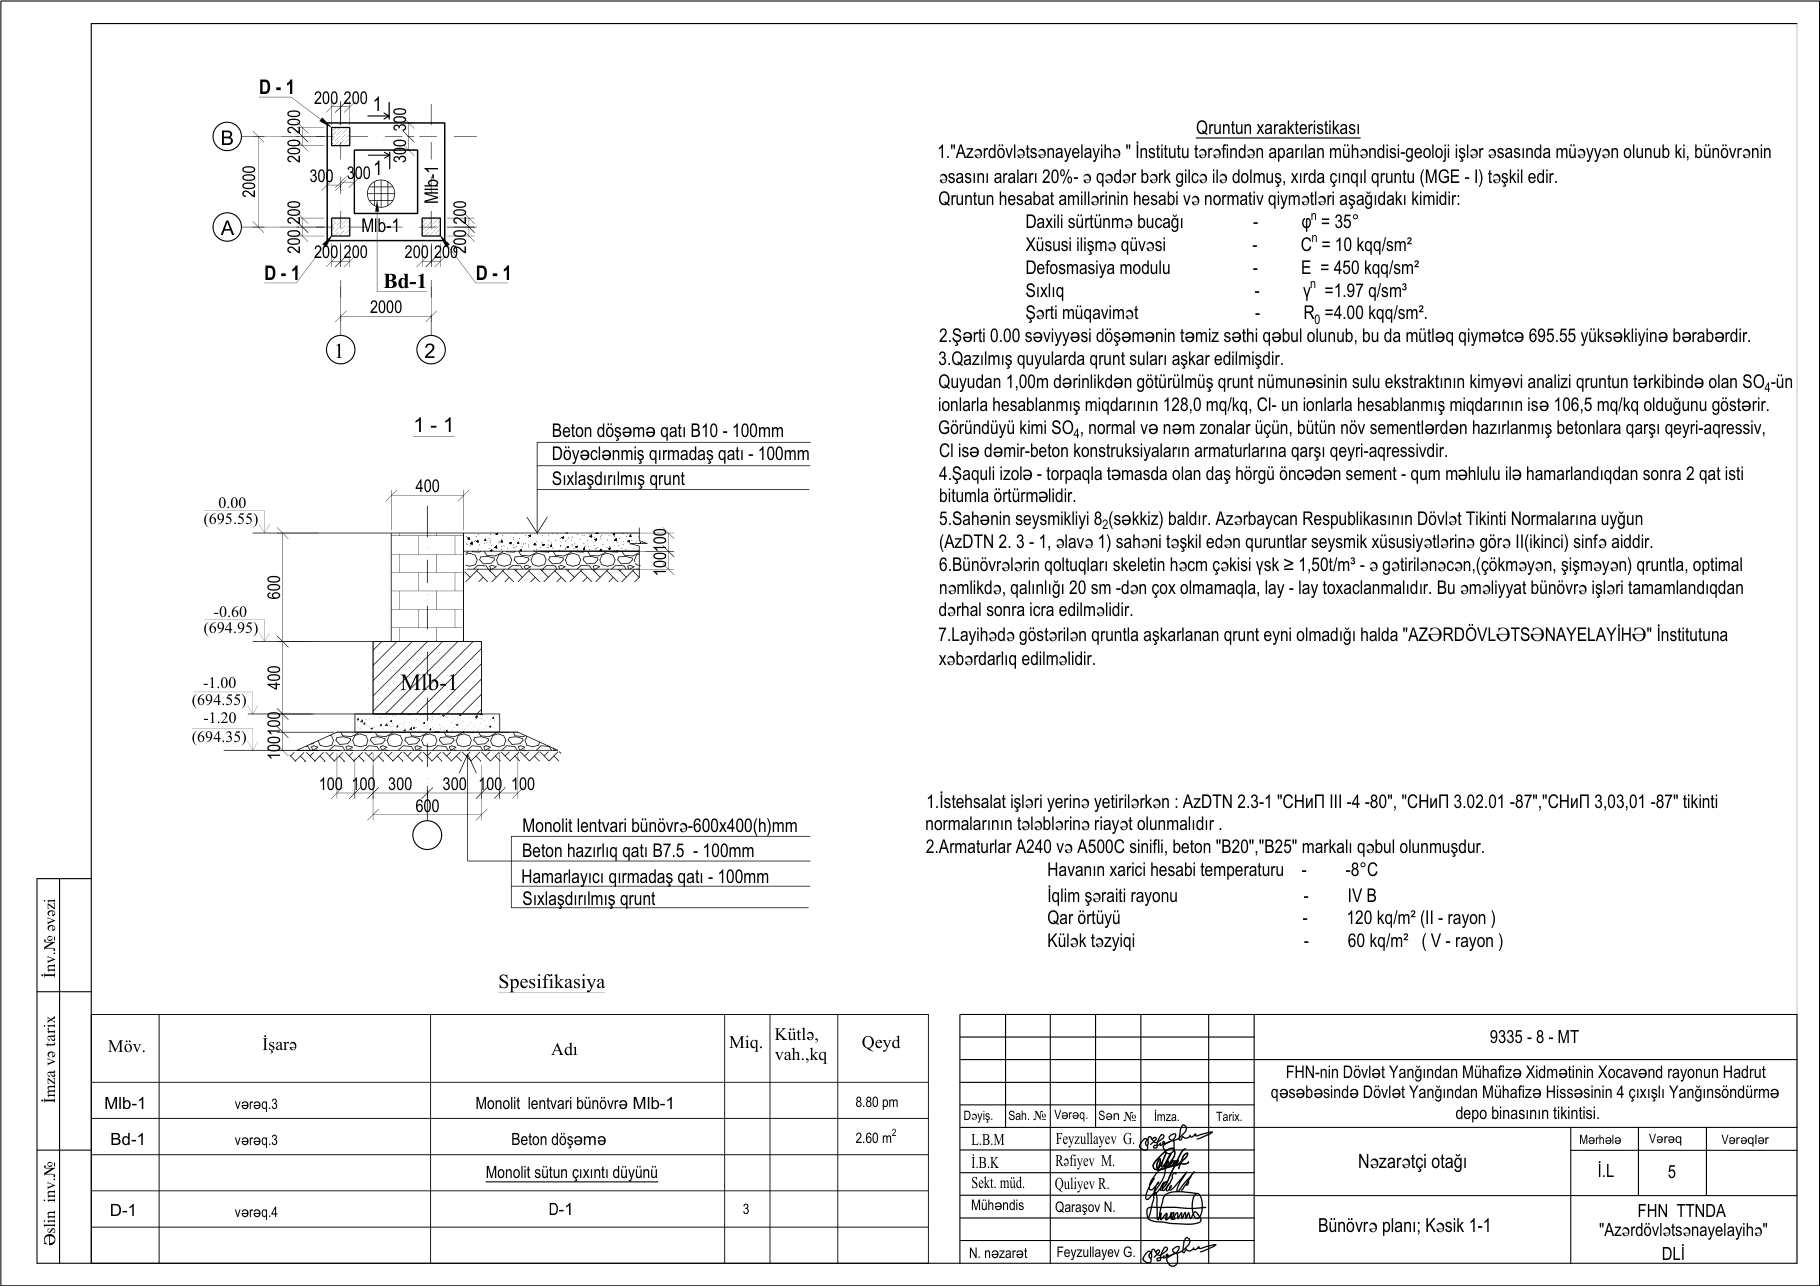 D - 1
200 200
1
300
200
200
B
300
1
300 300
2000
Mlb-1
200
200
A
Mlb-1
200
200
200 200
200 200
D - 1
D - 1
Bd-1
2000
1
2
1 - 1
Beton döşəmə qatı B10 - 100mm
Döyəclənmiş qırmadaş qatı - 100mm
Sıxlaşdırılmış qrunt
400
0.00
(695.55)
100100
600
-0.60
(694.95)
400
Mlb-1
-1.00
(694.55)
-1.20
(694.35)
100100
100 100 300 300 100 100
600
Monolit lentvari bünövrə-600x400(h)mm
Beton hazırlıq qatı B7.5 - 100mm
Hamarlayıcı qırmadaş qatı - 100mm
Sıxlaşdırılmış qrunt
Qruntun xarakteristikası
1."Azərdövlətsənayelayihə " İnstitutu tərəfindən aparılan mühəndisi-geoloji işlər əsasında müəyyən olunub ki, bünövrənin
əsasını araları 20%- ə qədər bərk gilcə ilə dolmuş, xırda çınqıl qruntu (MGE - I) təşkil edir.
Qruntun hesabat amillərinin hesabi və normativ qiymətləri aşağıdakı kimidir:
Daxili sürtünmə bucağı - φⁿ = 35°
Xüsusi ilişmə qüvəsi - Cⁿ = 10 kqq/sm²
Defosmasiya modulu - E = 450 kqq/sm²
Sıxlıq - γⁿ =1.97 q/sm³
Şərti müqavimət - R₀ =4.00 kqq/sm².
2.Şərti 0.00 səviyyəsi döşəmənin təmiz səthi qəbul olunub, bu da mütləq qiymətcə 695.55 yüksəkliyinə bərabərdir.
3.Qazılmış quyularda qrunt suları aşkar edilmişdir.
Quyudan 1,00m dərinlikdən götürülmüş qrunt nümunəsinin sulu ekstraktının kimyəvi analizi qruntun tərkibində olan SO₄-ün
ionlarla hesablanmış miqdarının 128,0 mq/kq, Cl- un ionlarla hesablanmış miqdarının isə 106,5 mq/kq olduğunu göstərir.
Göründüyü kimi SO₄, normal və nəm zonalar üçün, bütün növ sementlərdən hazırlanmış betonlara qarşı qeyri-aqressiv,
Cl isə dəmir-beton konstruksiyaların armaturlarına qarşı qeyri-aqressivdir.
4.Şaquli izolə - torpaqla təmasda olan daş hörgü öncədən sement - qum məhlulu ilə hamarlandıqdan sonra 2 qat isti
bitumla örtürməlidir.
5.Sahənin seysmikliyi 8₂(səkkiz) baldır. Azərbaycan Respublikasının Dövlət Tikinti Normalarına uyğun
(AzDTN 2. 3 - 1, əlavə 1) sahəni təşkil edən quruntlar seysmik xüsusiyətlərinə görə II(ikinci) sinfə aiddir.
6.Bünövrələrin qoltuqları skeletin həcm çəkisi γsk ≥ 1,50t/m³ - ə gətirilənəcən,(çökməyən, şişməyən) qruntla, optimal
nəmlikdə, qalınlığı 20 sm -dən çox olmamaqla, lay - lay toxaclanmalıdır. Bu əməliyyat bünövrə işləri tamamlandıqdan
dərhal sonra icra edilməlidir.
7.Layihədə göstərilən qruntla aşkarlanan qrunt eyni olmadığı halda "AZƏRDÖVLƏTSƏNAYELAYİHƏ" İnstitutuna
xəbərdarlıq edilməlidir.
1.İstehsalat işləri yerinə yetirilərkən : AzDTN 2.3-1 "СНиП III -4 -80", "СНиП 3.02.01 -87","СНиП 3,03,01 -87" tikinti
normalarının tələblərinə riayət olunmalıdır .
2.Armaturlar A240 və A500C sinifli, beton "B20","B25" markalı qəbul olunmuşdur.
Havanın xarici hesabi temperaturu - -8°C
İqlim şəraiti rayonu - IV B
Qar örtüyü - 120 kq/m² (II - rayon )
Külək təzyiqi - 60 kq/m² ( V - rayon )
İnv.№ əvəzi
İmza və tarix
Əslin inv.№
Spesifikasiya
Möv. İşarə Adı Miq. Kütlə, vah.,kq Qeyd
Mlb-1 vərəq.3 Monolit lentvari bünövrə Mlb-1 8.80 pm
Bd-1 vərəq.3 Beton döşəmə 2.60 m²
Monolit sütun çıxıntı düyünü
D-1 vərəq.4 D-1 3
9335 - 8 - MT
FHN-nin Dövlət Yanğından Mühafizə Xidmətinin Xocavənd rayonun Hadrut
qəsəbəsində Dövlət Yanğından Mühafizə Hissəsinin 4 çıxışlı Yanğınsöndürmə
depo binasının tikintisi.
Dəyiş. Sah. № Vərəq. Sən № İmza. Tarix.
L.B.M Feyzullayev G.
İ.B.K Rəfiyev M.
Sekt. müd. Quliyev R.
Mühəndis Qaraşov N.
N. nəzarət Feyzullayev G.
Nəzarətçi otağı
Mərhələ Vərəq Vərəqlər
İ.L 5
Bünövrə planı; Kəsik 1-1
FHN TTNDA
"Azərdövlətsənayelayihə"
DLİ